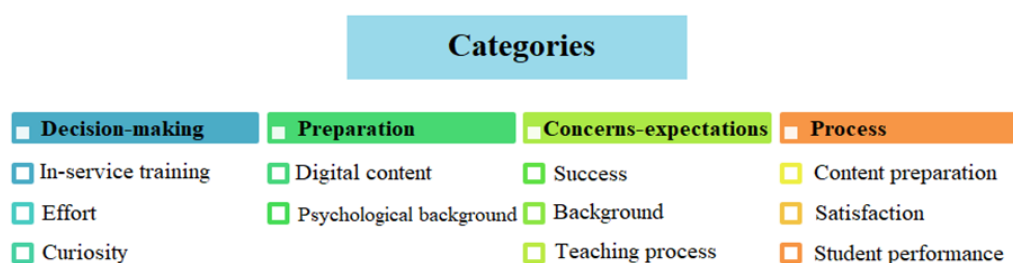 Categories
Decision-making
In-service training
Effort
Curiosity
Preparation
Digital content
Psychological background
Concerns-expectations
Success
Background
Teaching process
Process
Content preparation
Satisfaction
Student performance